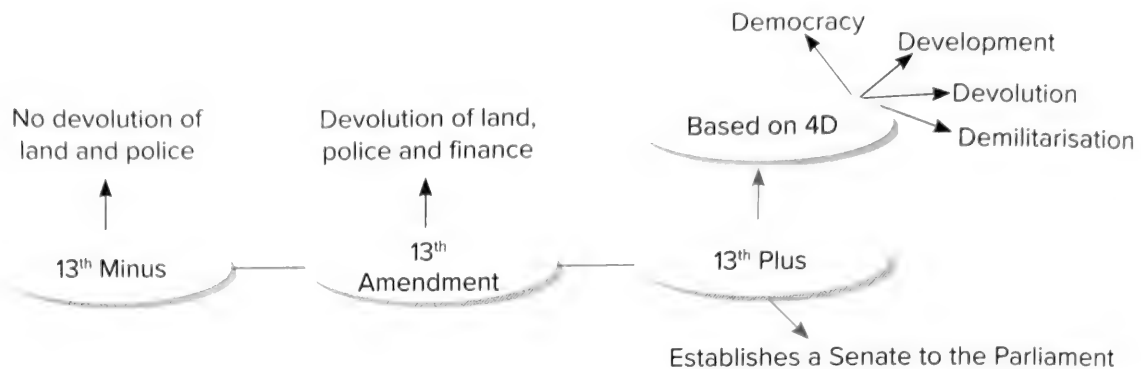 Democracy
Development
Devolution
Demilitarisation
Based on 4D
No devolution of
land and police
Devolution of land,
police and finance
13th Minus
13th
Amendment
13th Plus
Establishes a Senate to the Parliament